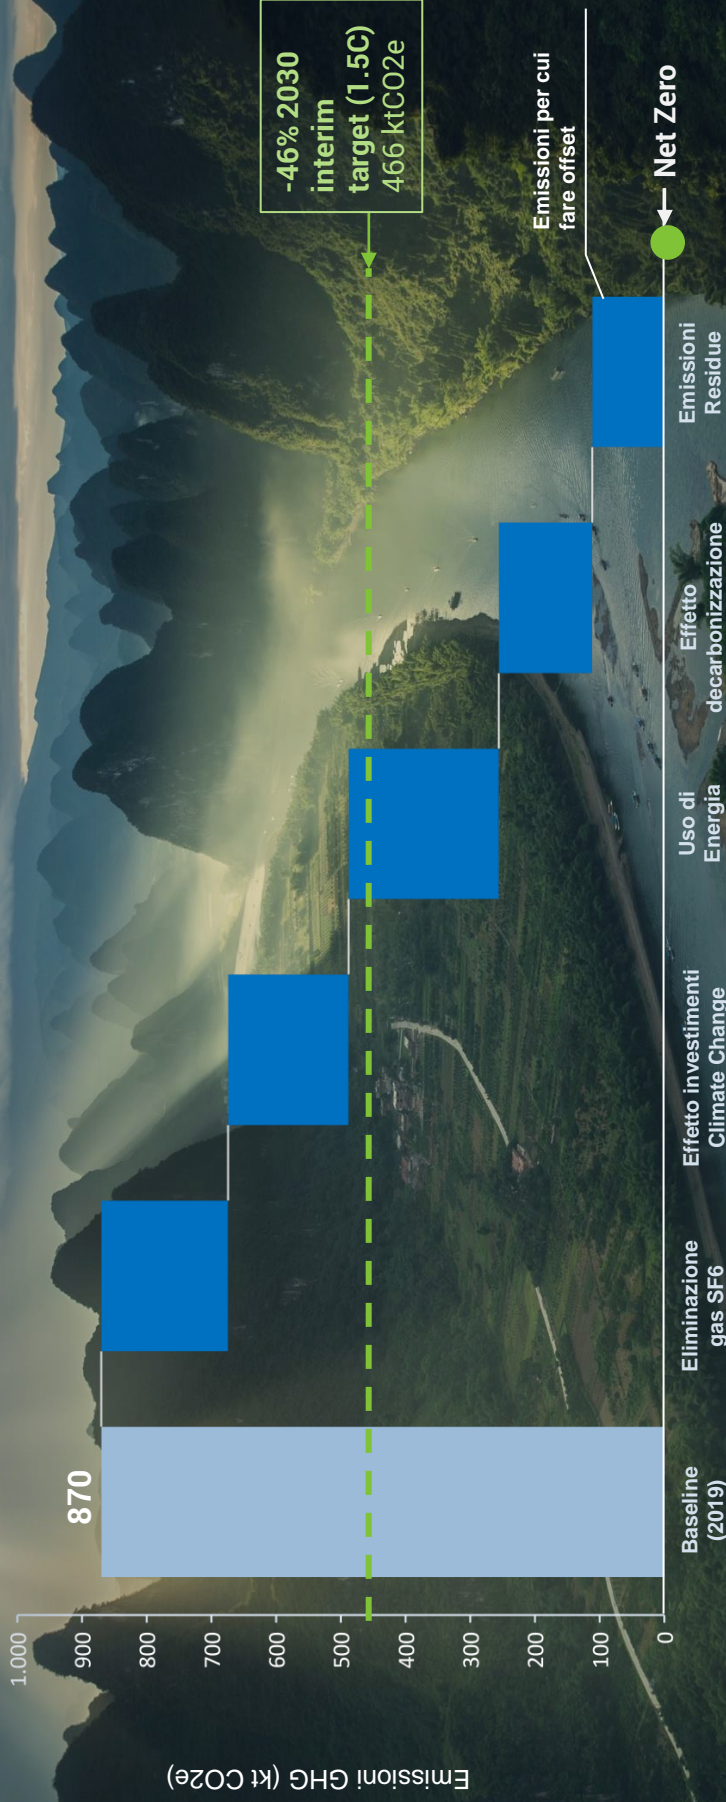 Emissioni GHG (kt CO2e)
1.000
900
800
700
600
500
400
300
200
100
0
870
-46% 2030
interim
target (1.5C)
466 ktCO2e
Emissioni per cui
fare offset
Net Zero
Baseline
(2019)
Eliminazione
gas SF6
Effetto investimenti
Climate Change
Uso di
Energia
Effetto
decarbonizzazione
Emissioni
Residue